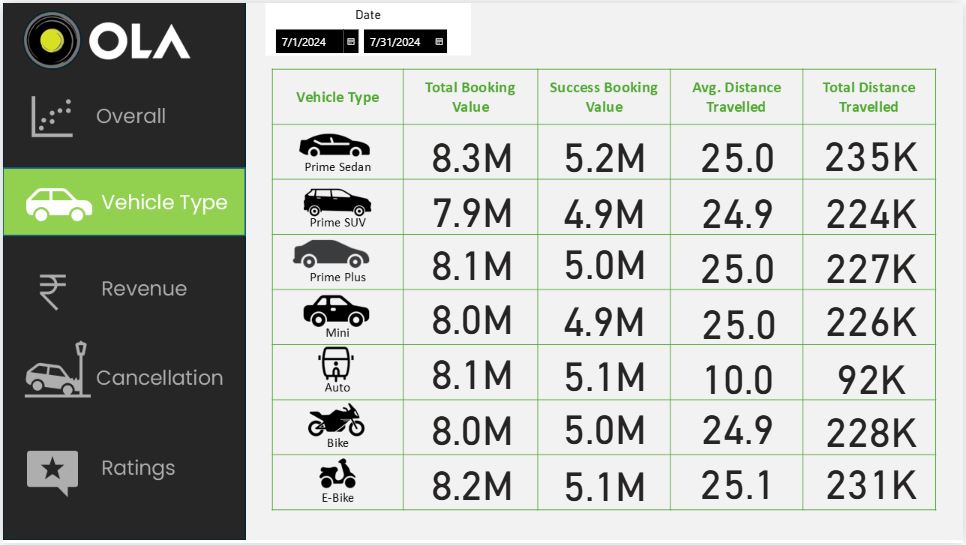 OLA
Overall
Vehicle Type
Revenue
Cancellation
Ratings
Date
7/1/2024 7/31/2024
Vehicle Type Total Booking Value Success Booking Value Avg. Distance Travelled Total Distance Travelled
Prime Sedan 8.3M 5.2M 25.0 235K
Prime SUV 7.9M 4.9M 24.9 224K
Prime Plus 8.1M 5.0M 25.0 227K
Mini 8.0M 4.9M 25.0 226K
Auto 8.1M 5.1M 10.0 92K
Bike 8.0M 5.0M 24.9 228K
E-Bike 8.2M 5.1M 25.1 231K